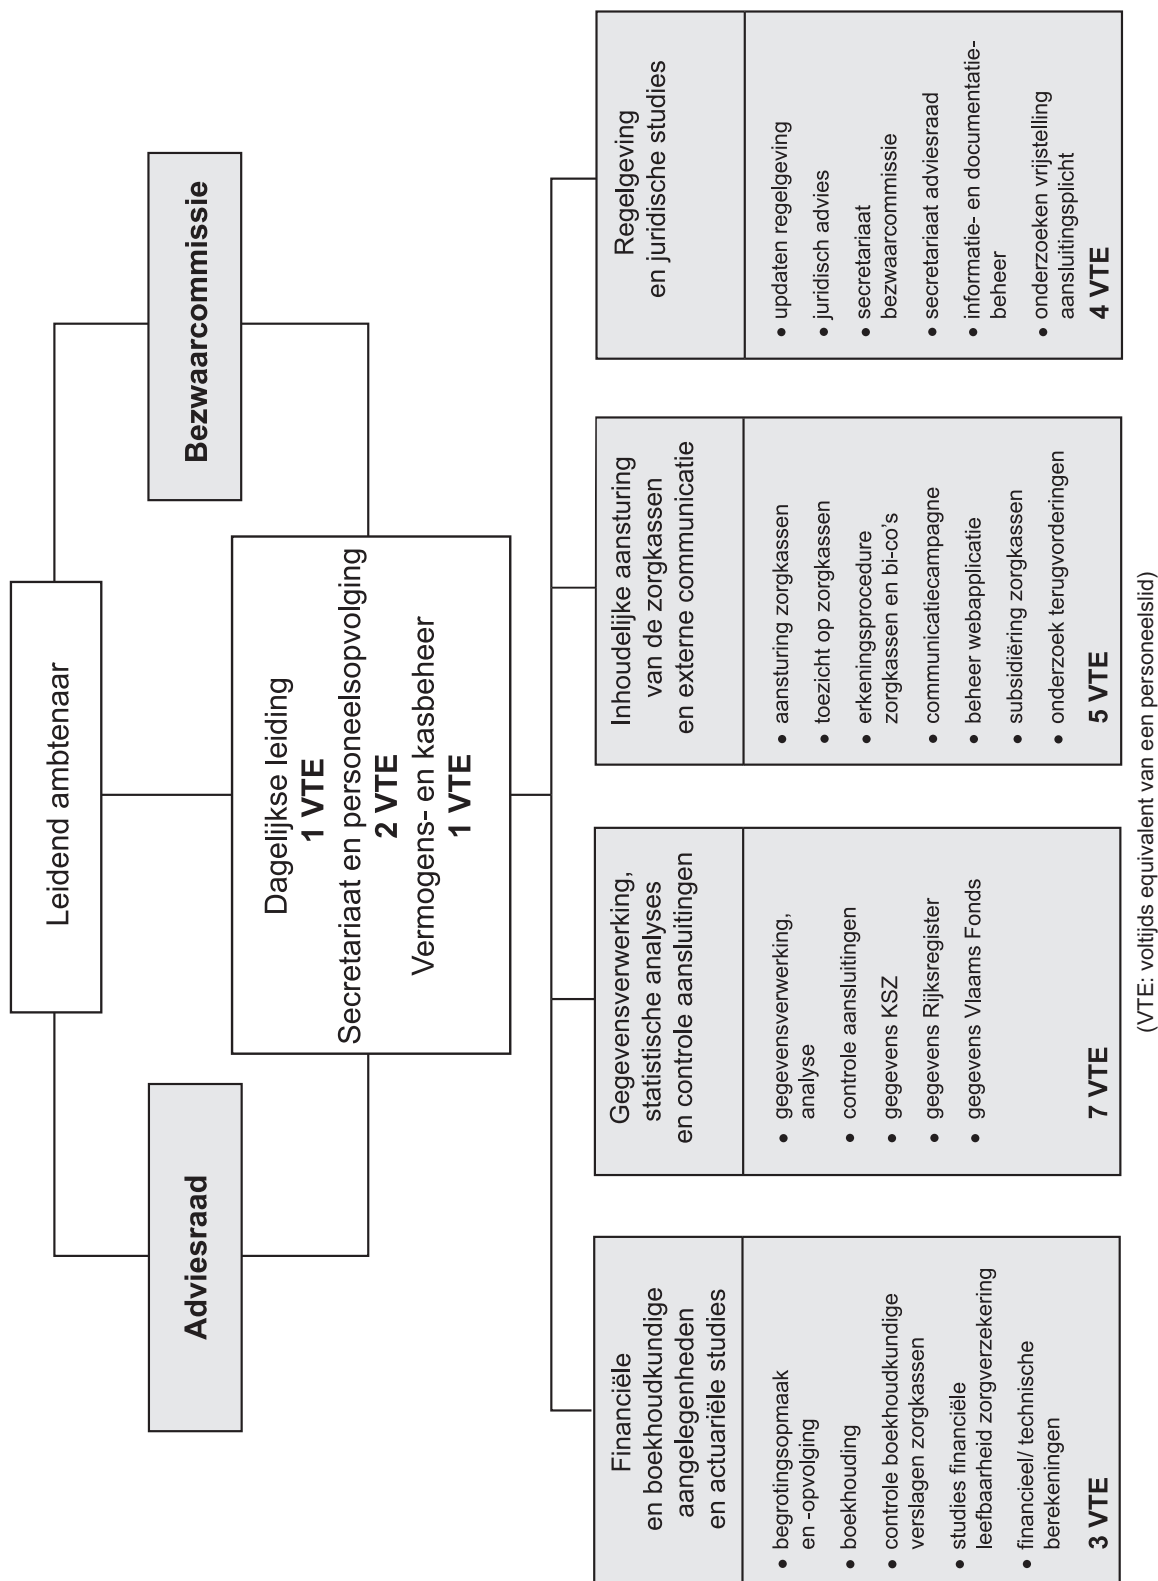 Leidend ambtenaar
Adviesraad
Bezwaarcommissie
Dagelijkse leiding
1 VTE
Secretariaat en personeelsopvolging
2 VTE
Vermogens- en kasbeheer
1 VTE
Financiële
en boekhoudkundige
aangelegenheden
en actuariële studies
• begrotingsopmaak
en -opvolging
• boekhouding
• controle boekhoudkundige
verslagen zorgkassen
• studies financiële
leefbaarheid zorgverzekering
• financieel/ technische
berekeningen
3 VTE
Gegevensverwerking,
statistische analyses
en controle aansluitingen
• gegevensverwerking,
analyse
• controle aansluitingen
• gegevens KSZ
• gegevens Rijksregister
• gegevens Vlaams Fonds
7 VTE
Inhoudelijke aansturing
van de zorgkassen
en externe communicatie
• aansturing zorgkassen
• toezicht op zorgkassen
• erkeningsprocedure
zorgkassen en bi-co's
• communicatiecampagne
• beheer webapplicatie
• subsidiëring zorgkassen
• onderzoek terugvorderingen
5 VTE
Regelgeving
en juridische studies
• updaten regelgeving
• juridisch advies
• secretariaat
bezwaarcommissie
• secretariaat adviesraad
• informatie- en documentatie-
beheer
• onderzoeken vrijstelling
aansluitingsplicht
4 VTE
(VTE: voltijds equivalent van een personeelslid)